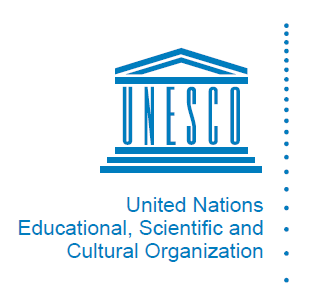 UNESCO
United Nations
Educational, Scientific and
Cultural Organization